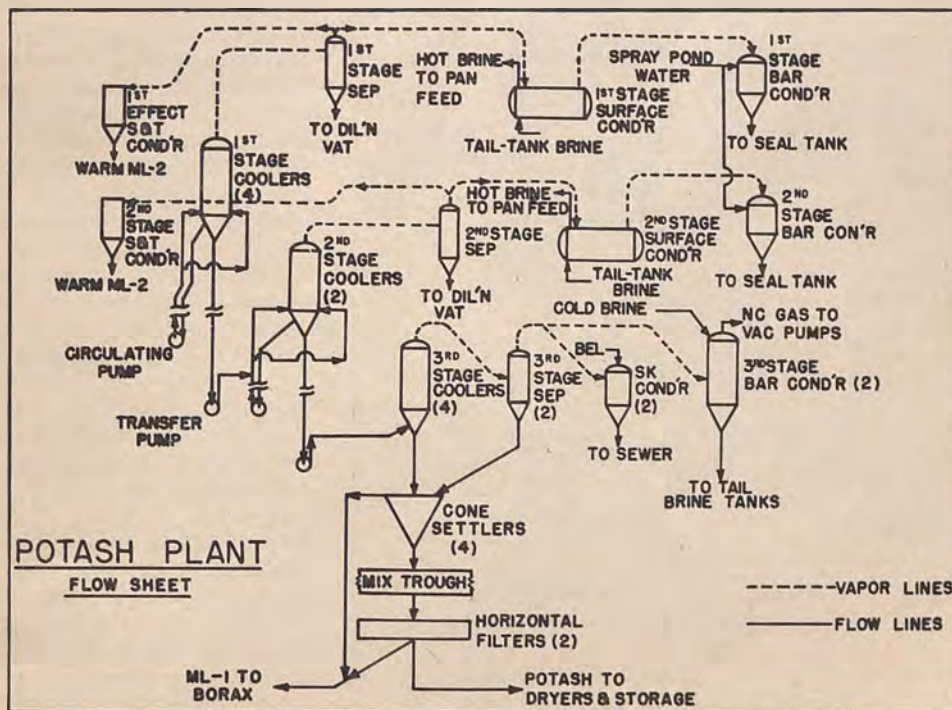 1ST
STAGE
SEP
TO DIL'N
VAT
HOT BRINE
TO PAN
FEED
SPRAY POND
WATER
1ST
STAGE
BAR
COND'R
TO SEAL TANK
1ST STAGE
SURFACE
COND'R
TAIL-TANK BRINE
1ST
EFFECT
S&T
COND'R
WARM ML-2
1ST
STAGE
COOLERS
(4)
2ND
STAGE
S&T
COND'R
WARM ML-2
2ND
STAGE
COOLERS
(2)
HOT BRINE
TO PAN FEED
2ND STAGE
SEP
TO DIL'N
VAT
2ND STAGE
SURFACE
COND'R
TAIL-TANK
BRINE
2ND
STAGE
BAR CON'R
TO SEAL TANK
CIRCULATING
PUMP
TRANSFER
PUMP
COLD BRINE
NC GAS TO
VAC PUMPS
3RD
STAGE
COOLERS
(4)
3RD
STAGE
SEP
(2)
BEL
SK
COND'R
(2)
TO SEWER
3RD STAGE
BAR COND'R (2)
TO TAIL
BRINE TANKS
CONE
SETTLERS
(4)
MIX TROUGH
HORIZONTAL
FILTERS (2)
POTASH PLANT
FLOW SHEET
VAPOR LINES
FLOW LINES
ML-1 TO
BORAX
POTASH TO
DRYERS & STORAGE